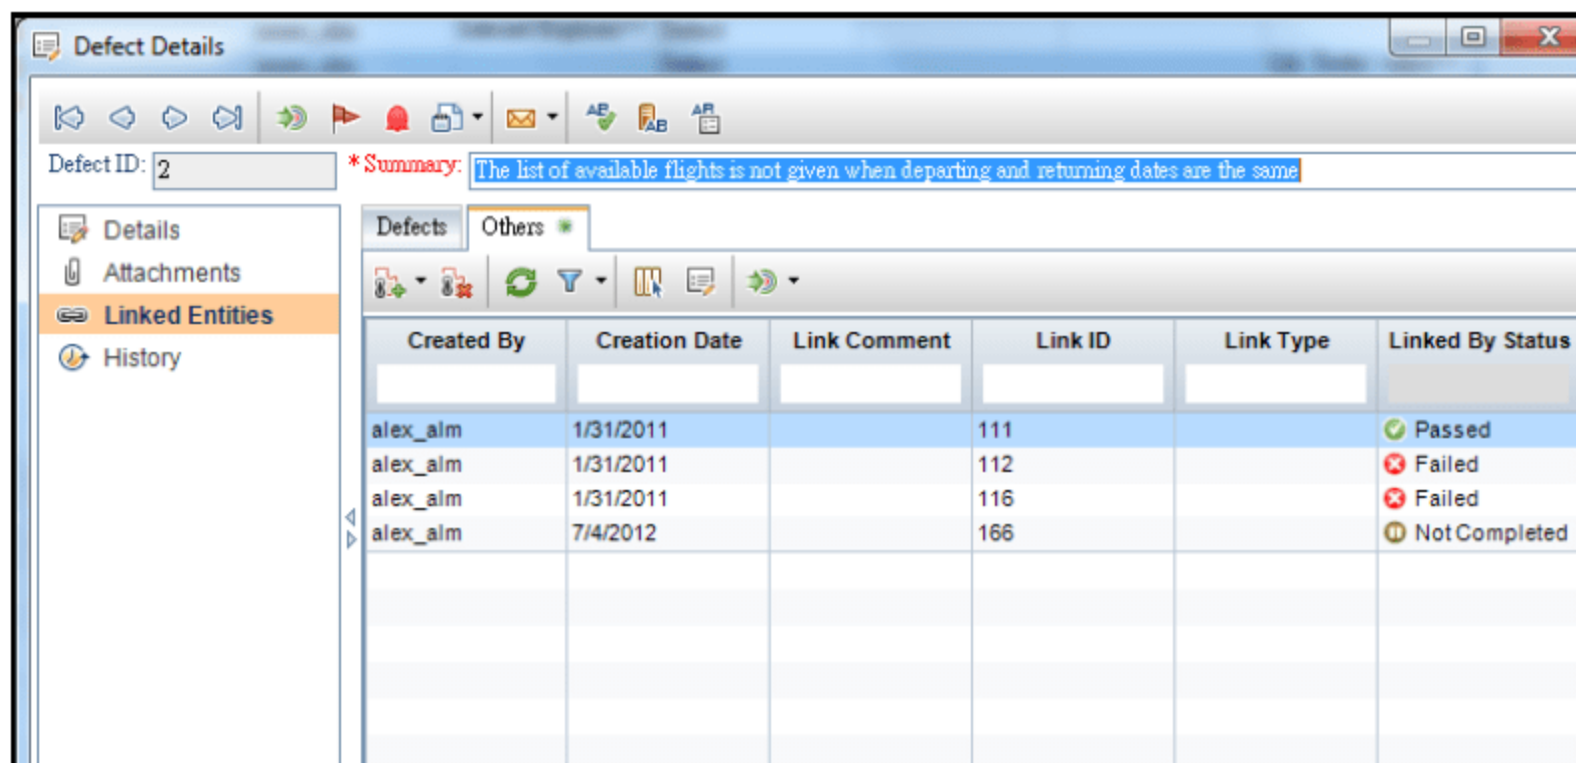 Defect Details
Defect ID: 2 *Summary: The list of available flights is not given when departing and returning dates are the same
Details
Attachments
Linked Entities
History
Defects Others
Created By Creation Date Link Comment Link ID Link Type Linked By Status
alex_alm 1/31/2011 111 Passed
alex_alm 1/31/2011 112 Failed
alex_alm 1/31/2011 116 Failed
alex_alm 7/4/2012 166 Not Completed